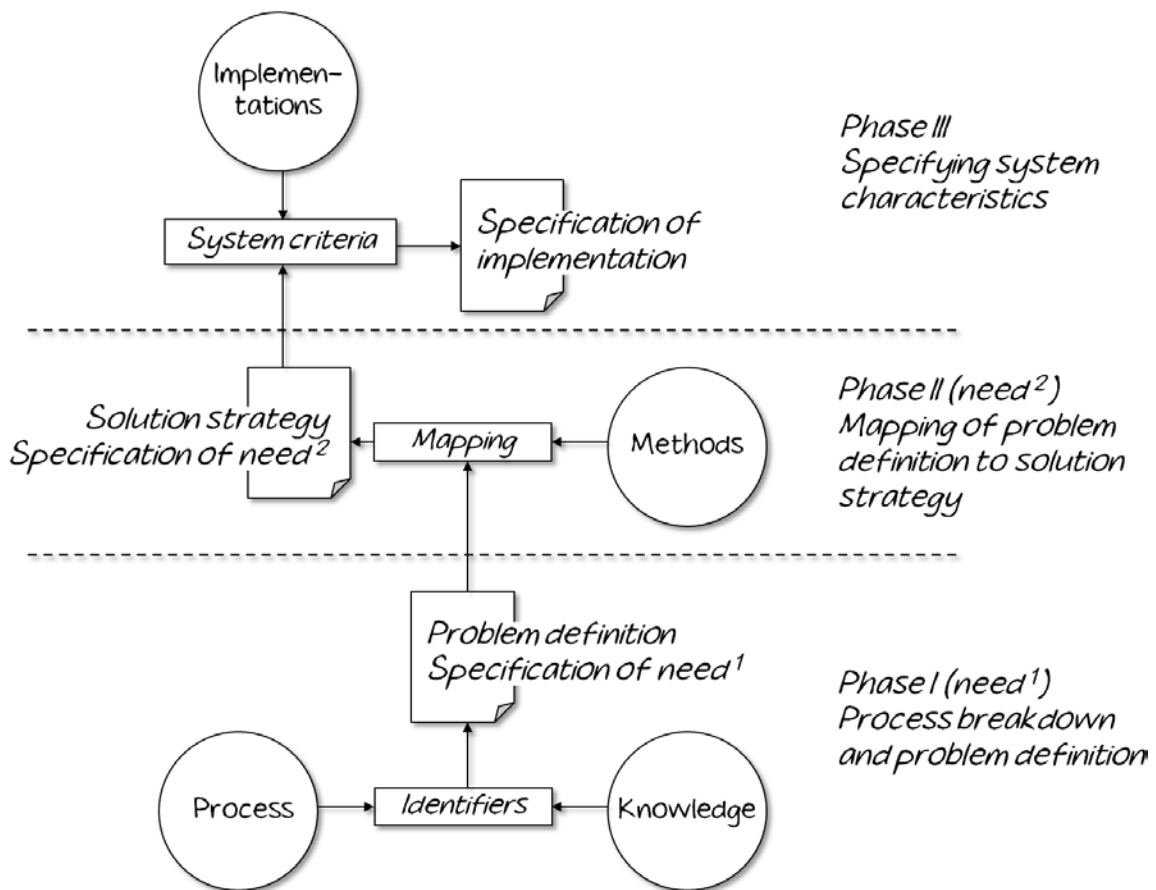 Implemen-
tations
Phase III
Specifying system
characteristics
System criteria
Specification of
implementation
Solution strategy
Specification of need²
Mapping
Methods
Phase II (need²)
Mapping of problem
definition to solution
strategy
Problem definition
Specification of need¹
Phase I (need¹)
Process breakdown
and problem definition
Process
Identifiers
Knowledge